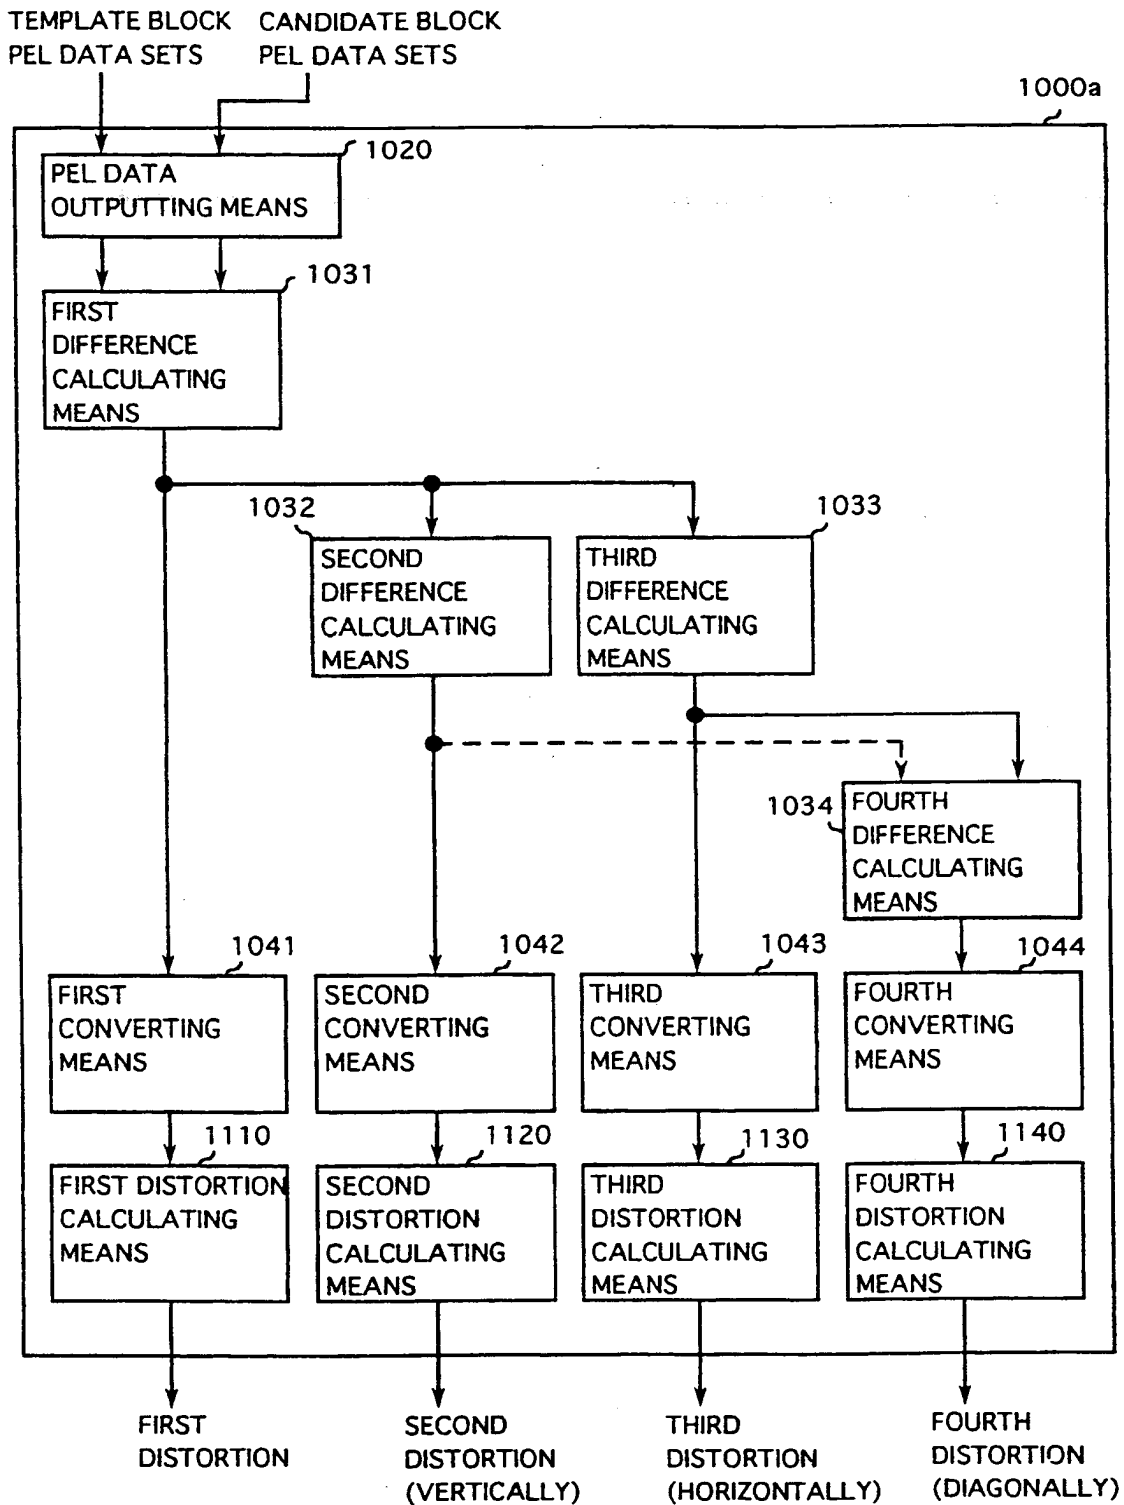 TEMPLATE BLOCK
PEL DATA SETS
CANDIDATE BLOCK
PEL DATA SETS
1000a
1020
PEL DATA
OUTPUTTING MEANS
1031
FIRST
DIFFERENCE
CALCULATING
MEANS
1032
SECOND
DIFFERENCE
CALCULATING
MEANS
1033
THIRD
DIFFERENCE
CALCULATING
MEANS
1034
FOURTH
DIFFERENCE
CALCULATING
MEANS
1041
FIRST
CONVERTING
MEANS
1042
SECOND
CONVERTING
MEANS
1043
THIRD
CONVERTING
MEANS
1044
FOURTH
CONVERTING
MEANS
1110
FIRST DISTORTION
CALCULATING
MEANS
1120
SECOND
DISTORTION
CALCULATING
MEANS
1130
THIRD
DISTORTION
CALCULATING
MEANS
1140
FOURTH
DISTORTION
CALCULATING
MEANS
FIRST
DISTORTION
SECOND
DISTORTION
(VERTICALLY)
THIRD
DISTORTION
(HORIZONTALLY)
FOURTH
DISTORTION
(DIAGONALLY)